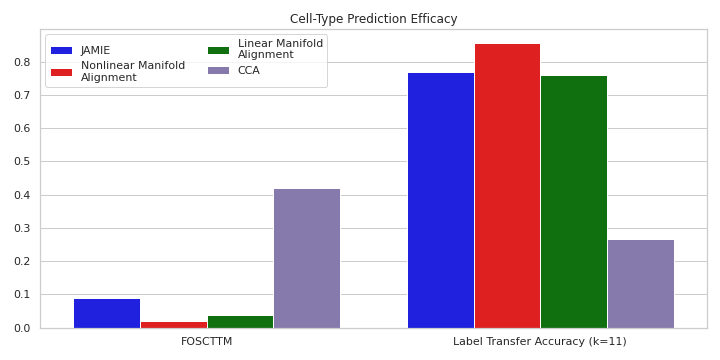 Cell-Type Prediction Efficacy
JAMIE
Nonlinear Manifold
Alignment
Linear Manifold
Alignment
CCA
0.8
0.7
0.6
0.5
0.4
0.3
0.2
0.1
0.0
FOSCTTM
Label Transfer Accuracy (k=11)